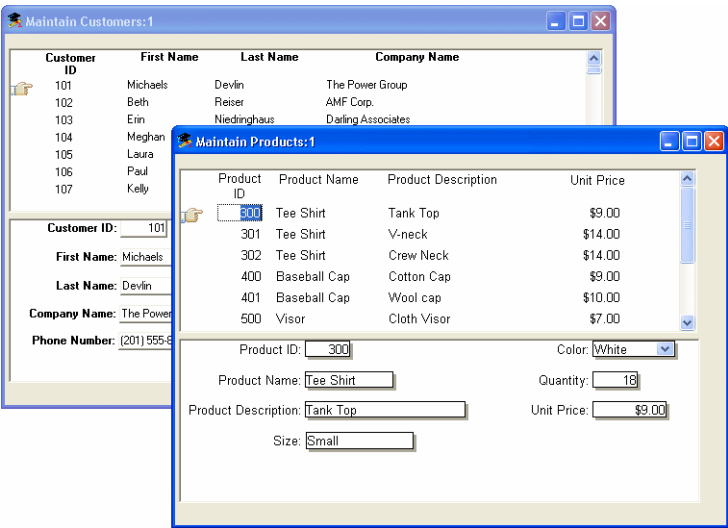 Maintain Customers:1
Customer ID First Name Last Name Company Name
101 Michaels Devlin The Power Group
102 Beth Reiser AMF Corp.
103 Erin Niedringhaus Darling Associates
104 Meghan
105 Laura
106 Paul
107 Kelly
Customer ID: 101
First Name: Michaels
Last Name: Devlin
Company Name: The Power
Phone Number: (201) 555-8
Maintain Products:1
Product ID Product Name Product Description Unit Price
300 Tee Shirt Tank Top $9.00
301 Tee Shirt V-neck $14.00
302 Tee Shirt Crew Neck $14.00
400 Baseball Cap Cotton Cap $9.00
401 Baseball Cap Wool cap $10.00
500 Visor Cloth Visor $7.00
Product ID: 300 Color: White
Product Name: Tee Shirt Quantity: 18
Product Description: Tank Top Unit Price: $9.00
Size: Small